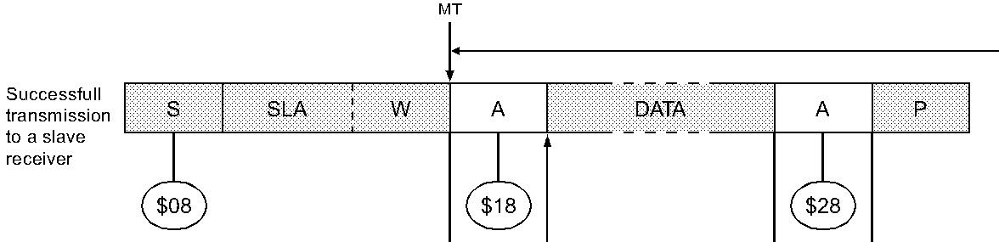 MT
Successfull
transmission
to a slave
receiver
S SLA W A DATA A P
$08 $18 $28